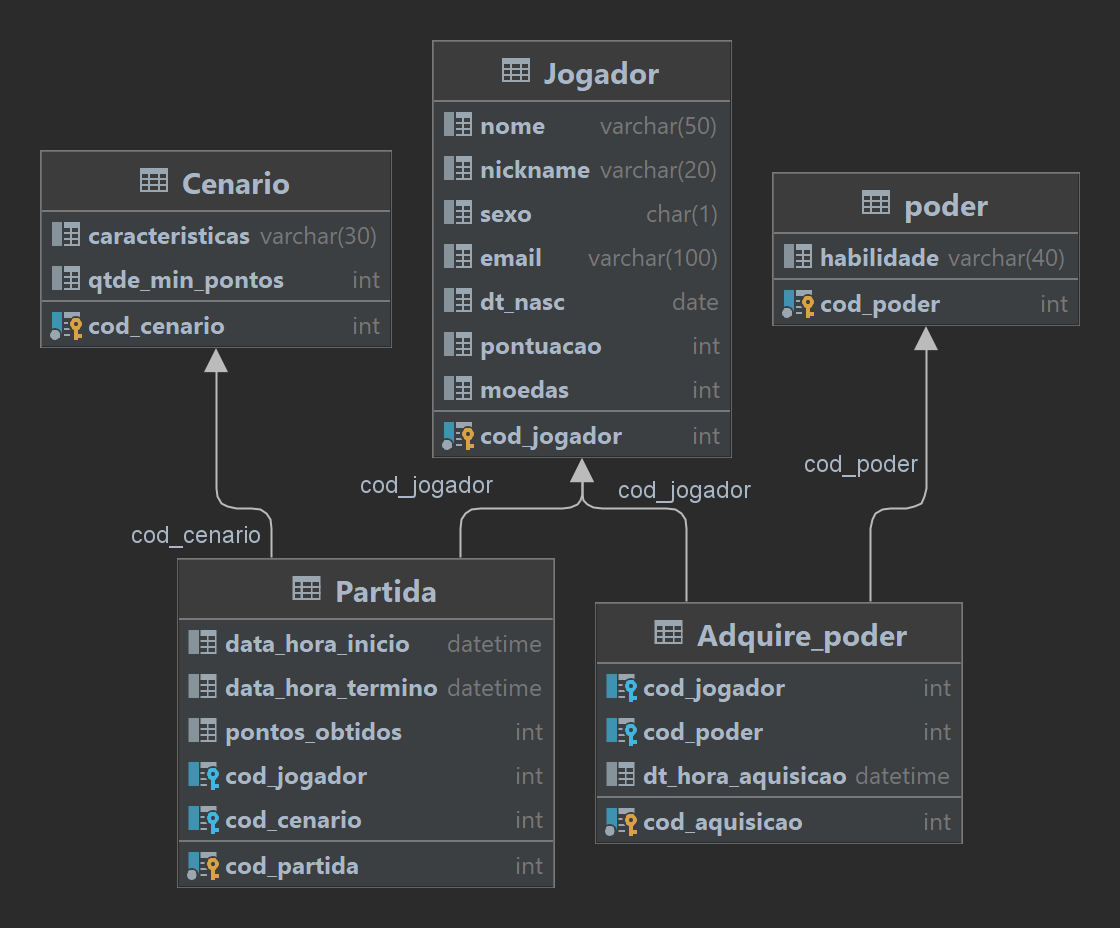 Jogador
nome varchar(50)
nickname varchar(20)
sexo char(1)
email varchar(100)
dt_nasc date
pontuacao int
moedas int
cod_jogador int
Cenario
caracteristicas varchar(30)
qtde_min_pontos int
cod_cenario int
poder
habilidade varchar(40)
cod_poder int
cod_jogador
cod_jogador
cod_poder
cod_cenario
Partida
data_hora_inicio datetime
data_hora_termino datetime
pontos_obtidos int
cod_jogador int
cod_cenario int
cod_partida int
Adquire_poder
cod_jogador int
cod_poder int
dt_hora_aquisicao datetime
cod_aquisicao int